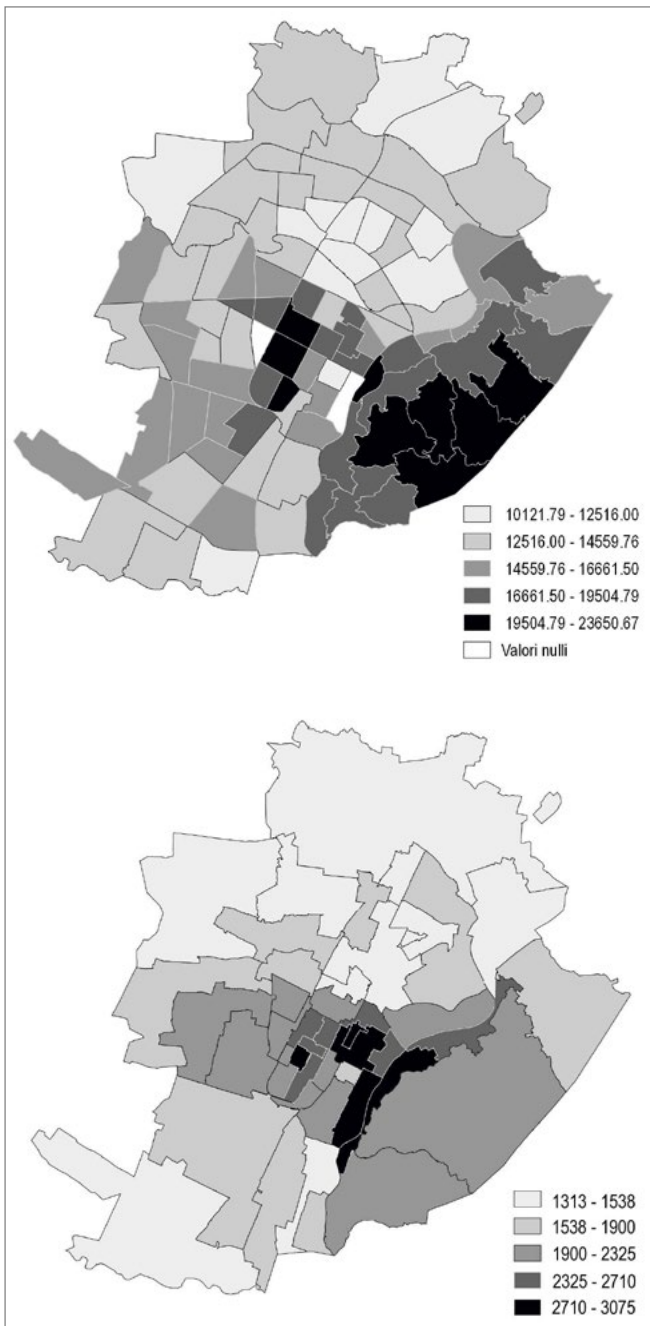 10121.79 - 12516.00
12516.00 - 14559.76
14559.76 - 16661.50
16661.50 - 19504.79
19504.79 - 23650.67
Valori nulli
1313 - 1538
1538 - 1900
1900 - 2325
2325 - 2710
2710 - 3075